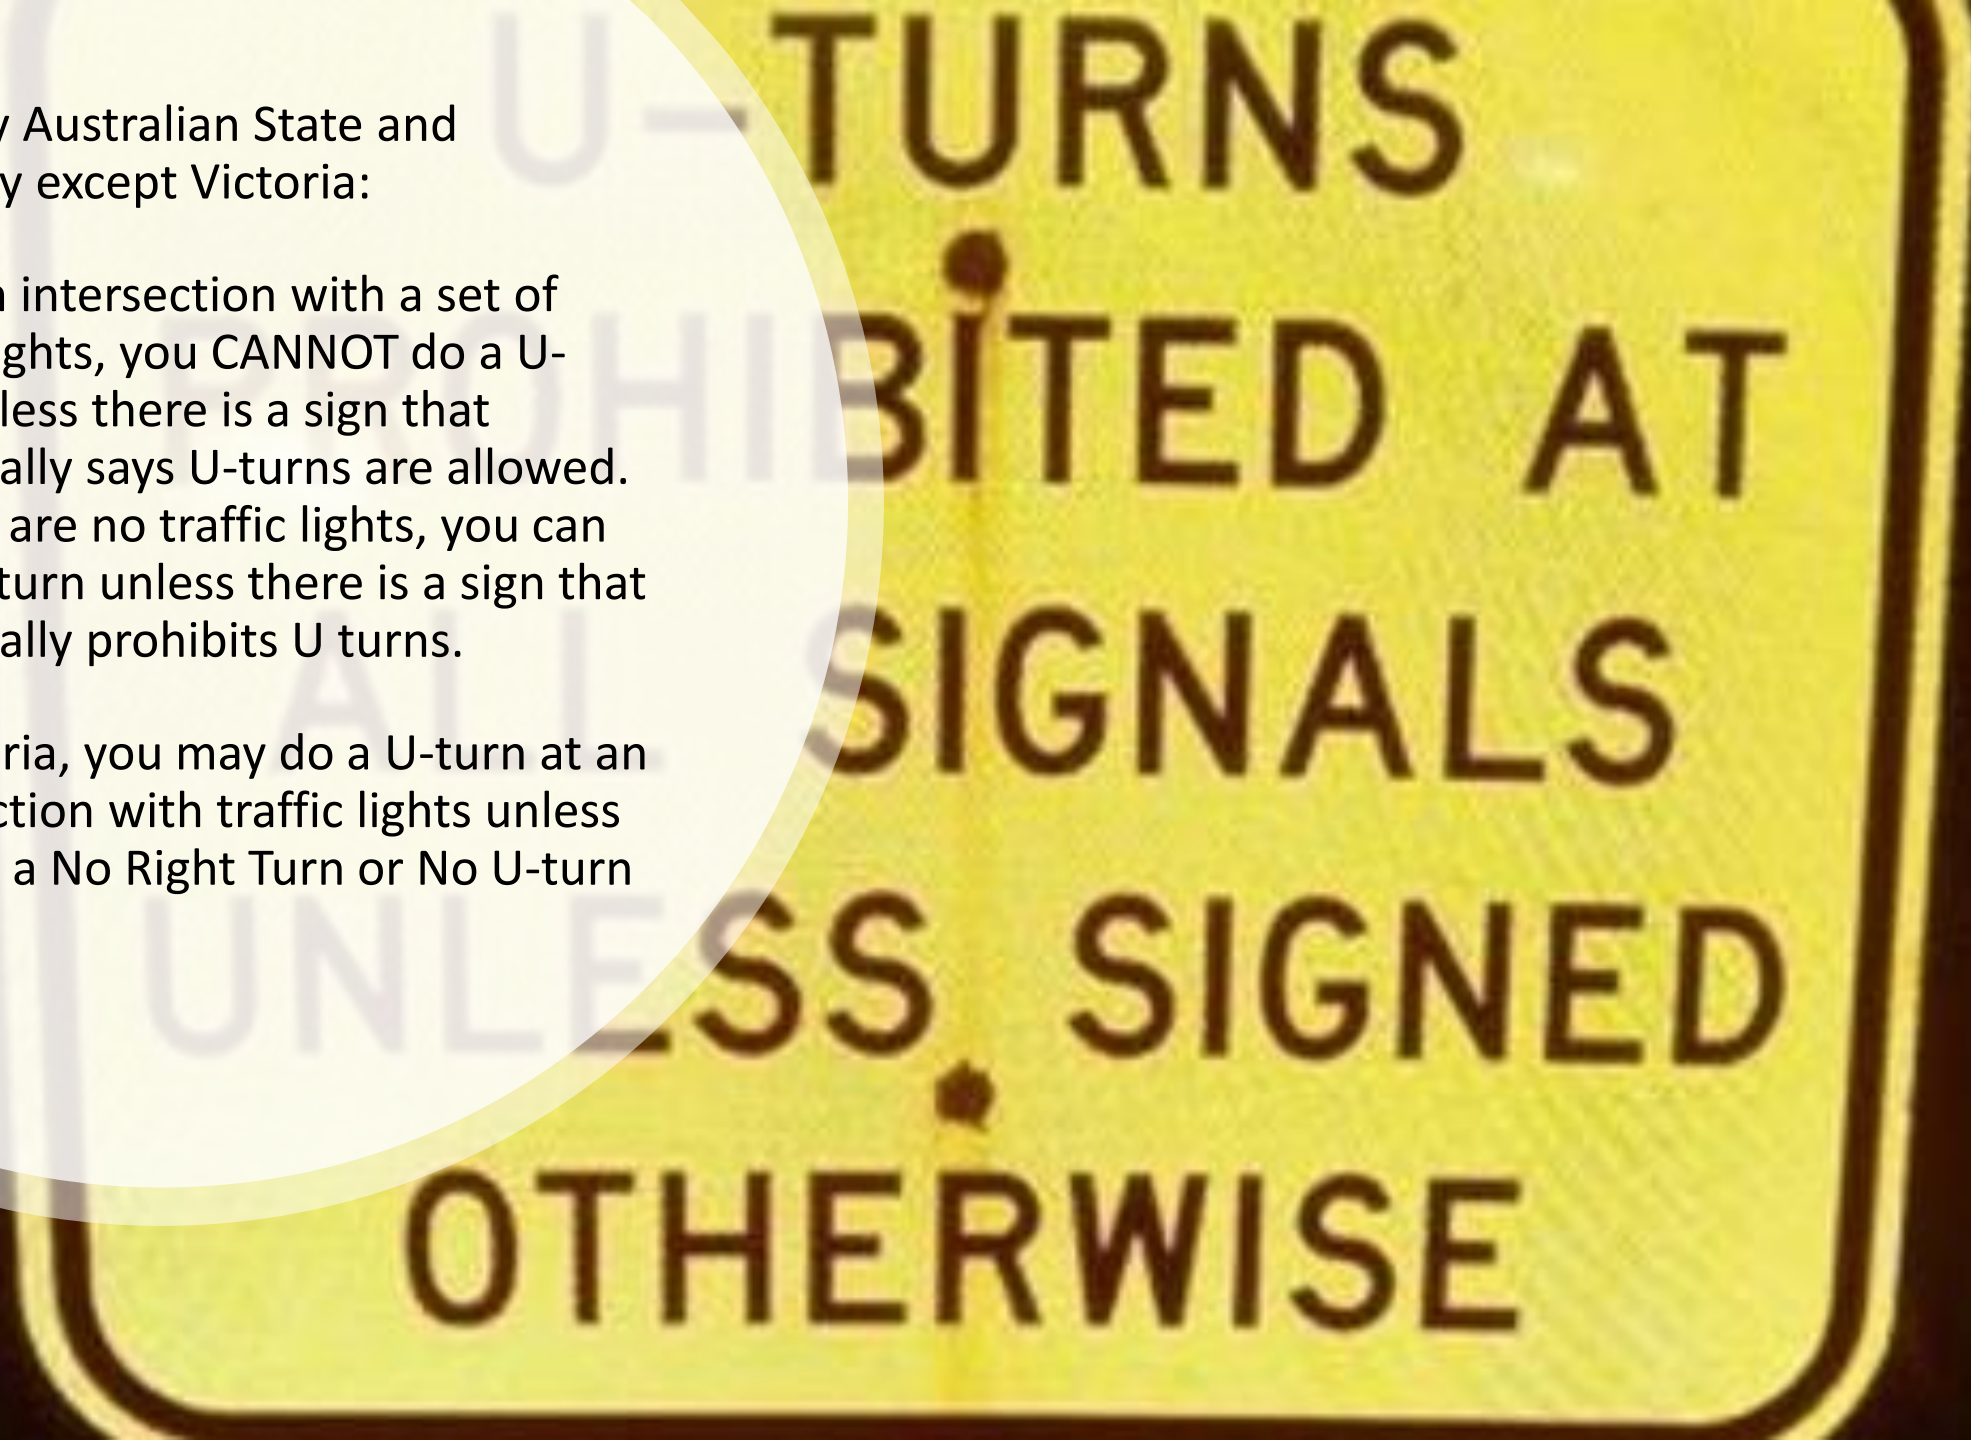 y Australian State and
y except Victoria:
intersection with a set of
ghts, you CANNOT do a U-
less there is a sign that
ally says U-turns are allowed.
are no traffic lights, you can
turn unless there is a sign that
ally prohibits U turns.
ria, you may do a U-turn at an
ction with traffic lights unless
a No Right Turn or No U-turn
U-TURNS
PROHIBITED AT
ALL SIGNALS
UNLESS SIGNED
OTHERWISE